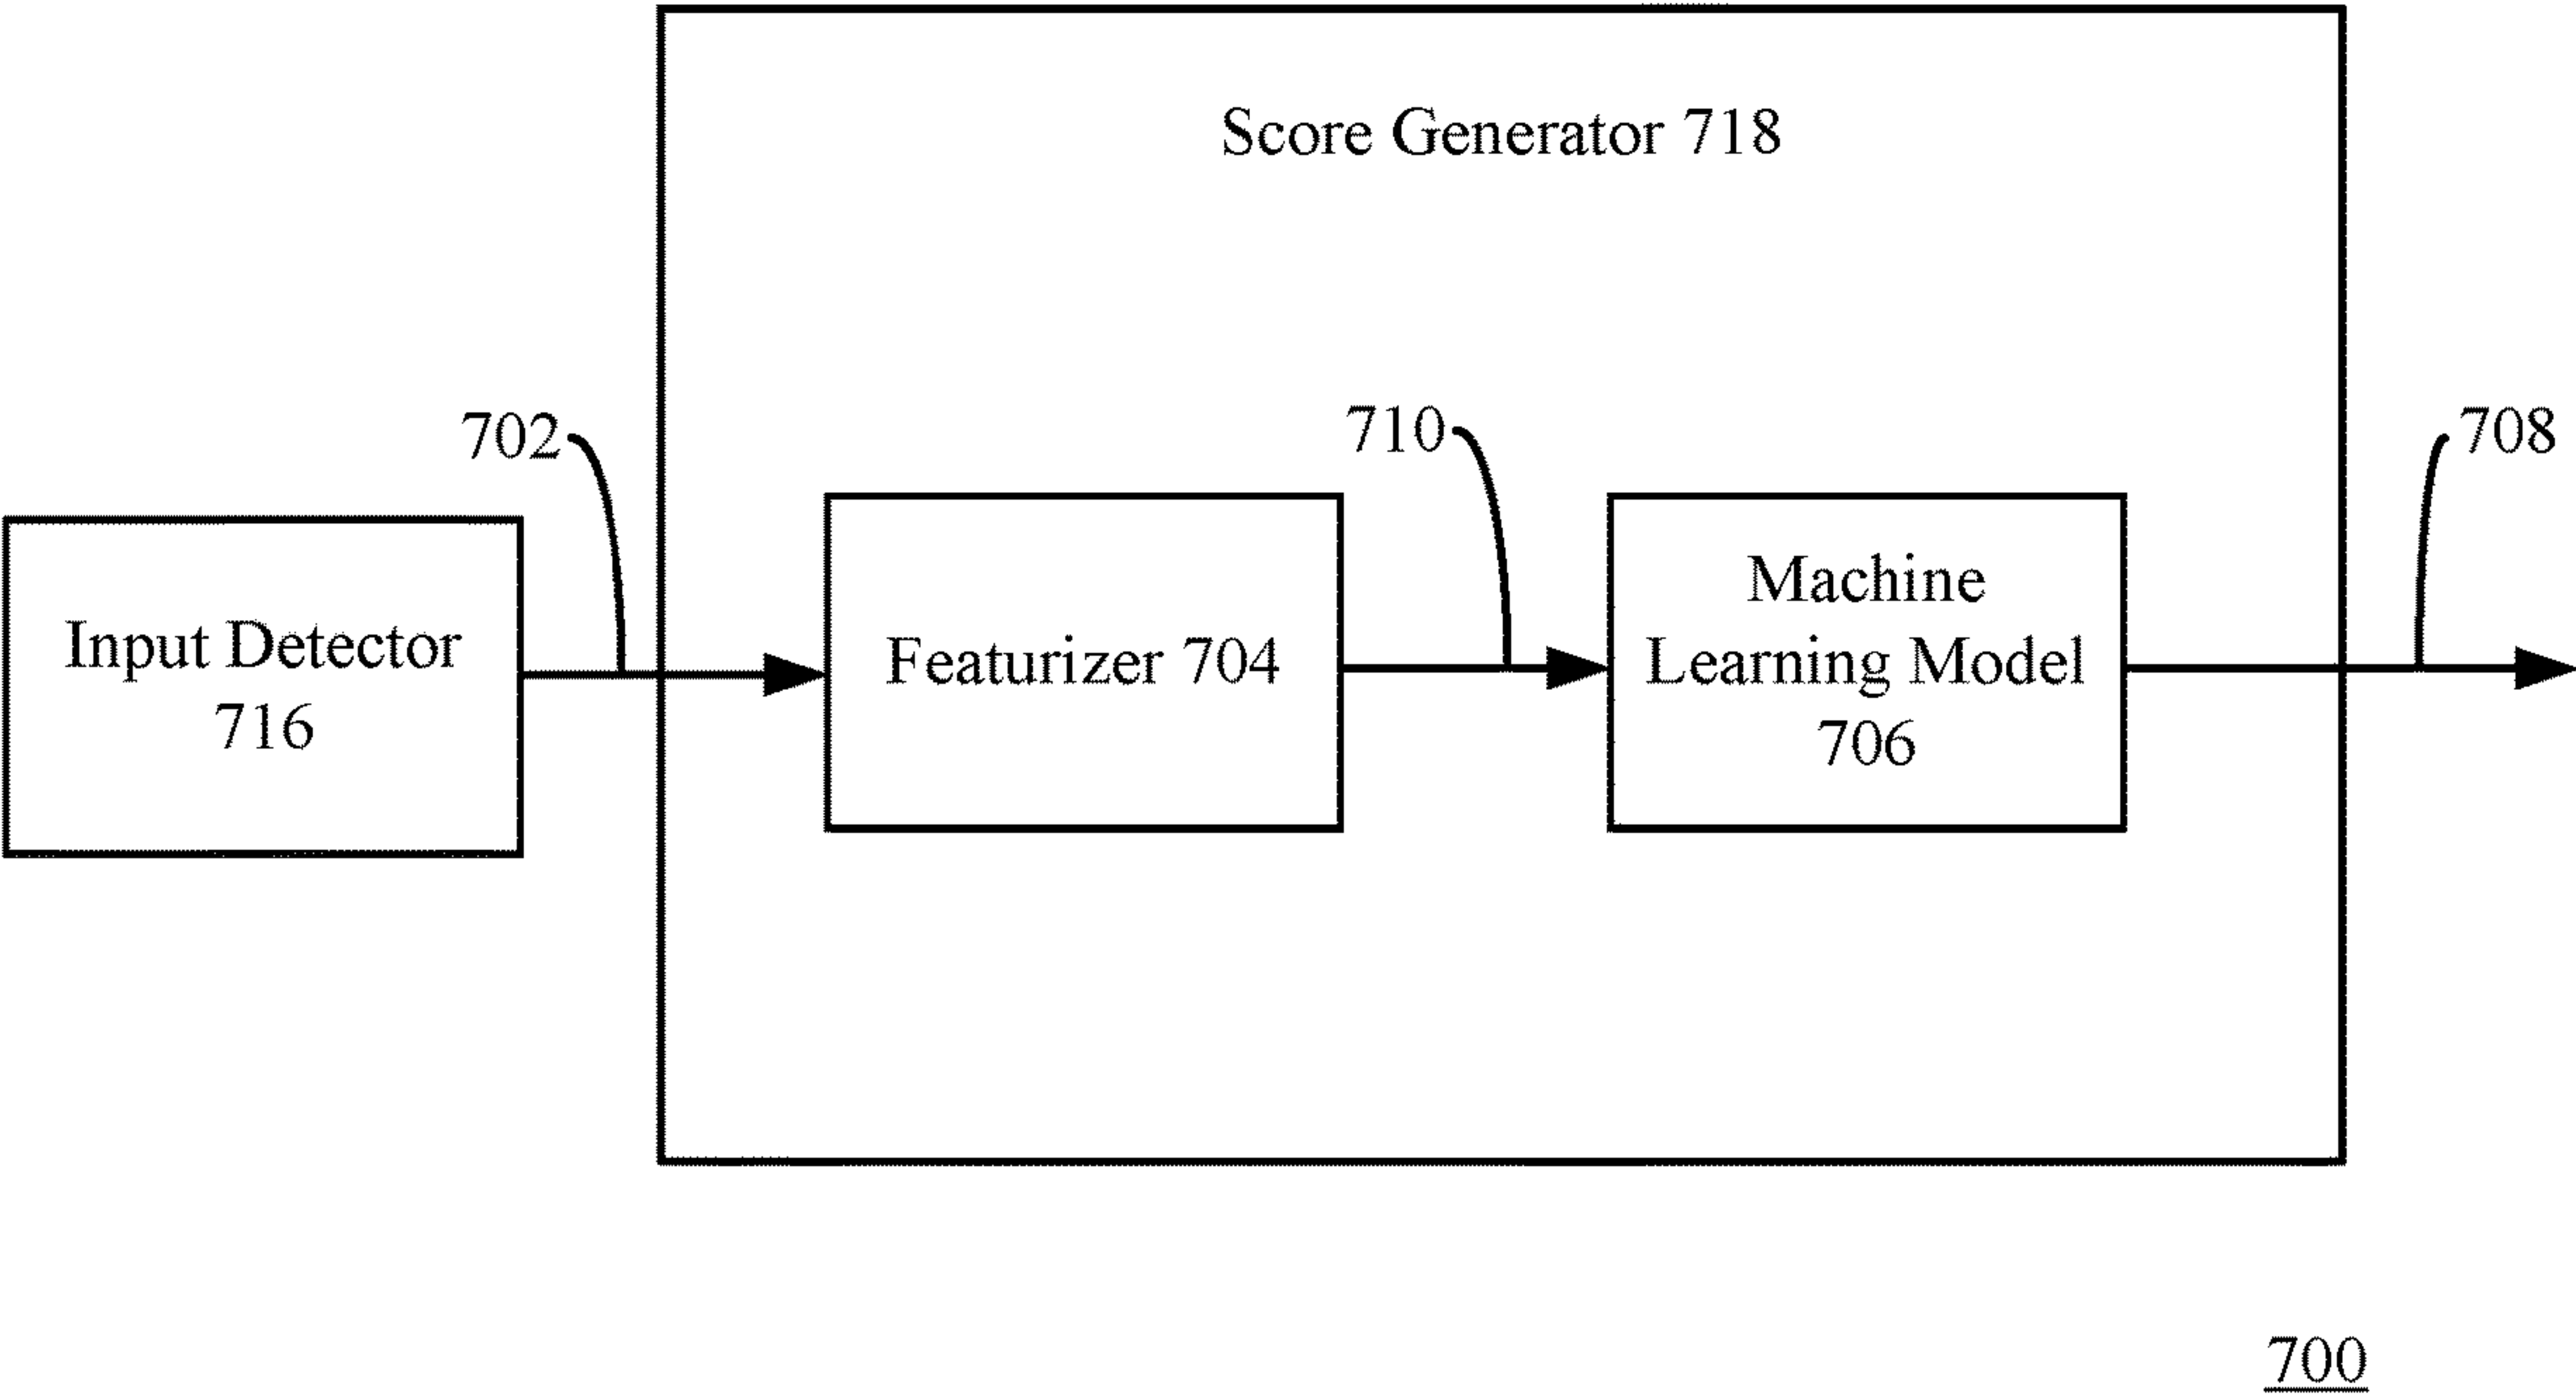 Score Generator 718
702
710
708
Input Detector
716
Featurizer 704
Machine
Learning Model
706
700